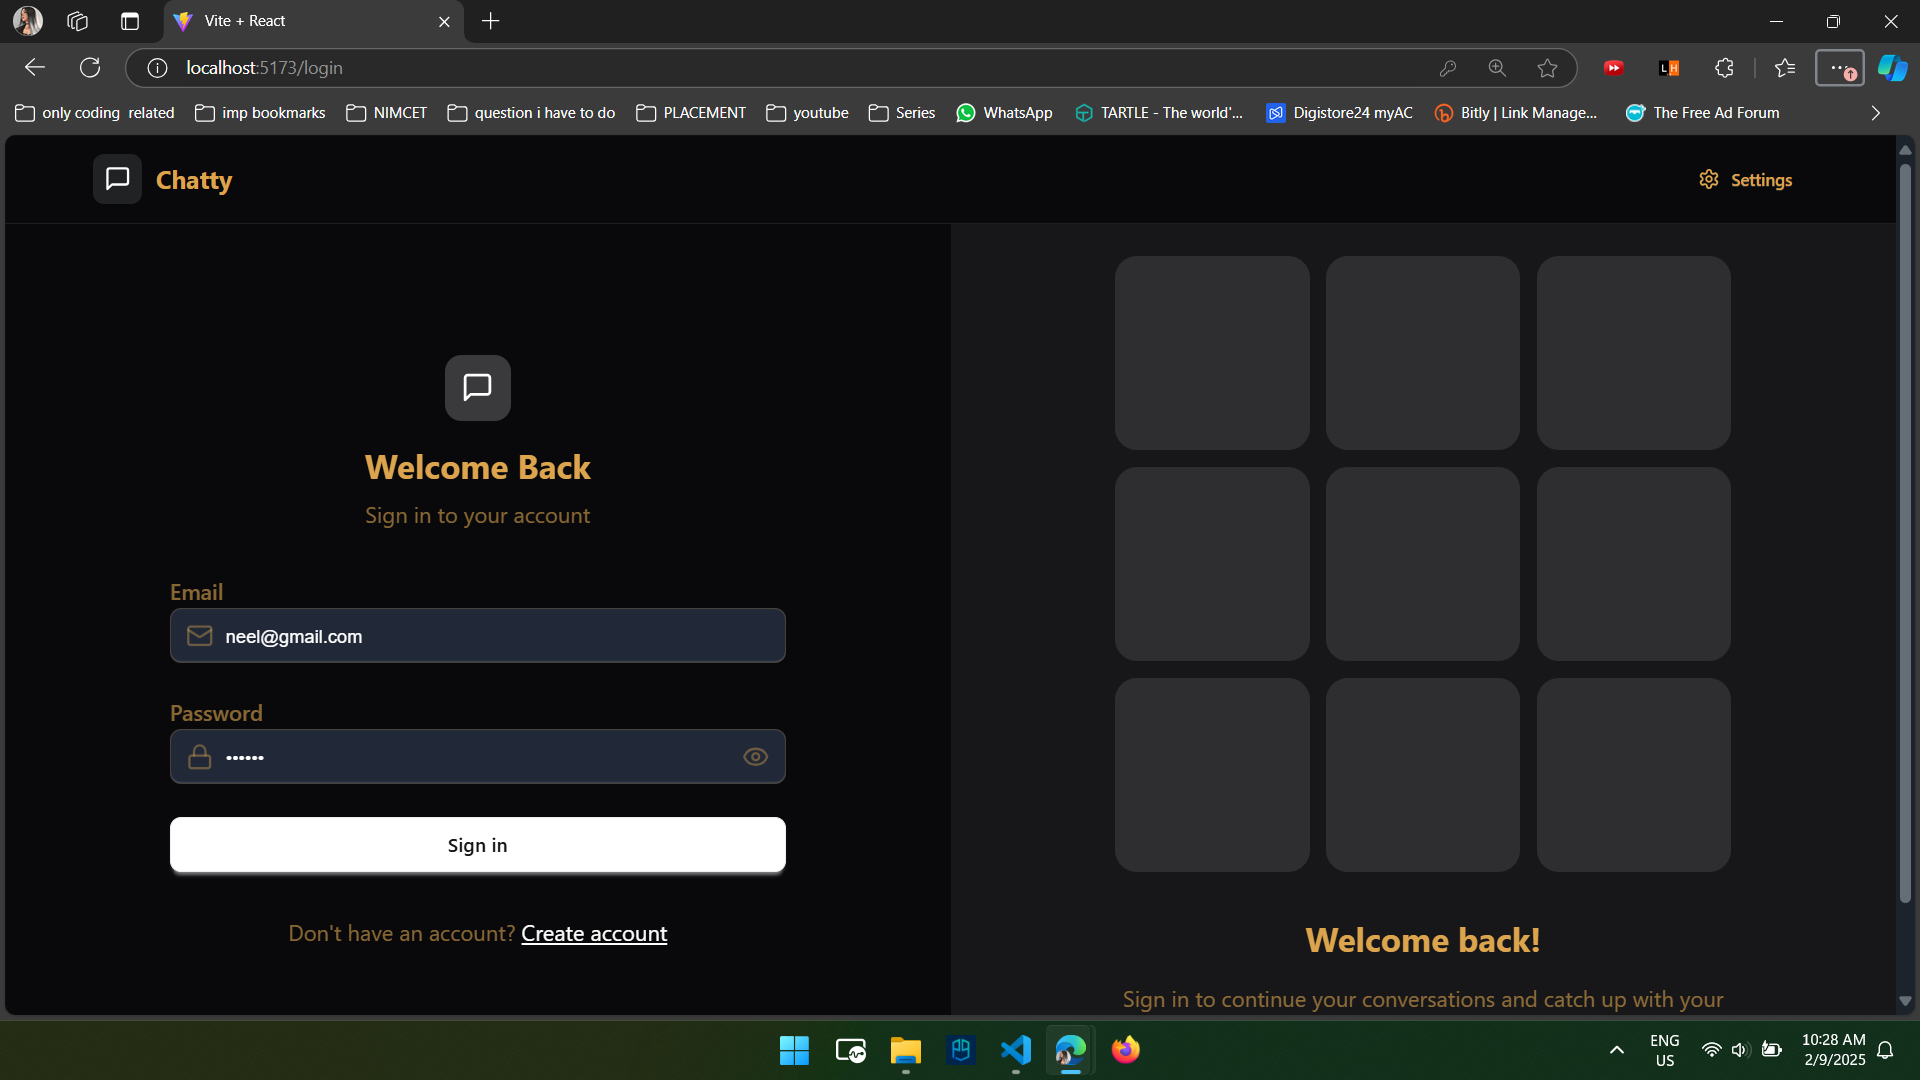 Vite + React
localhost:5173/login
only coding related
imp bookmarks
NIMCET
question i have to do
PLACEMENT
youtube
Series
WhatsApp
TARTLE - The world'...
Digistore24 myAC
Bitly | Link Manage...
The Free Ad Forum
LH
Chatty
Settings
Welcome Back
Sign in to your account
Email
neel@gmail.com
Password
••••••
Sign in
Don't have an account? Create account
Welcome back!
Sign in to continue your conversations and catch up with your
ENG
US
10:28 AM
2/9/2025